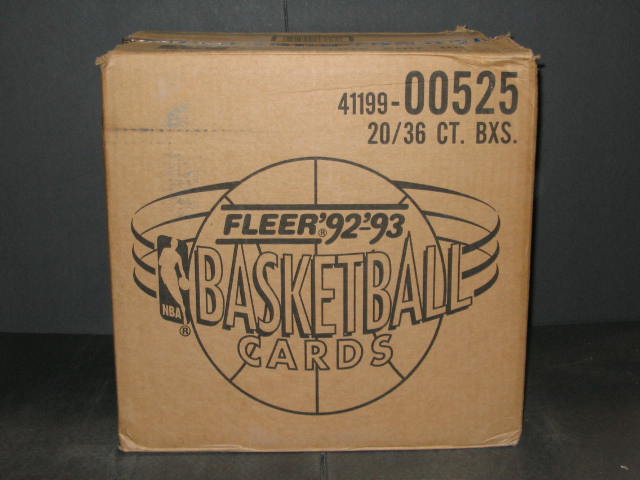 41199-00525
20/36 CT. BXS.
FLEER®'92-'93
BASKETBALL
NBA
®
CARDS